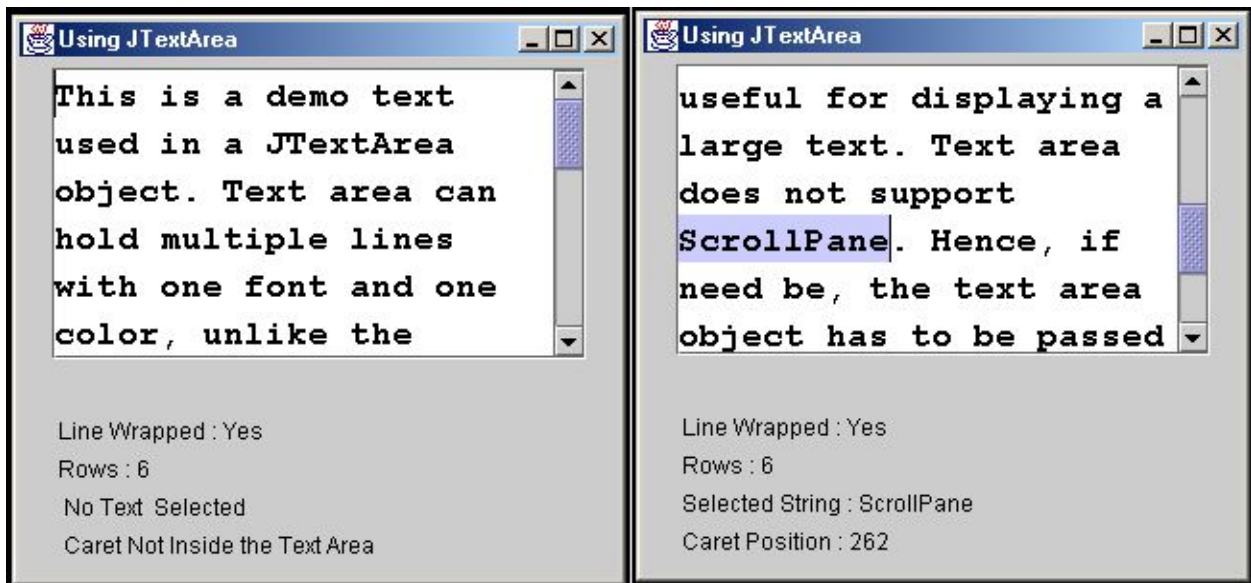 Using JTextArea
This is a demo text
used in a JTextArea
object. Text area can
hold multiple lines
with one font and one
color, unlike the
Line Wrapped : Yes
Rows : 6
No Text Selected
Caret Not Inside the Text Area
Using JTextArea
useful for displaying a
large text. Text area
does not support
ScrollPane. Hence, if
need be, the text area
object has to be passed
Line Wrapped : Yes
Rows : 6
Selected String : ScrollPane
Caret Position : 262